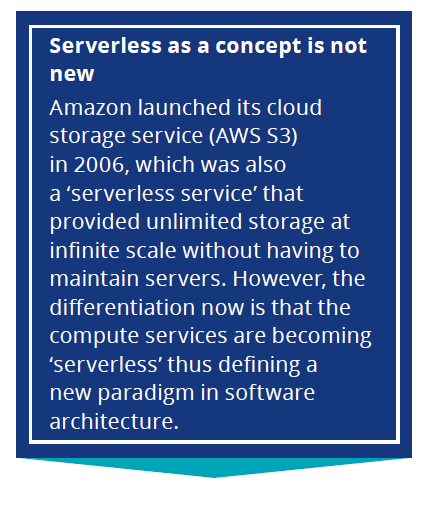 Serverless as a concept is not
new
Amazon launched its cloud
storage service (AWS S3)
in 2006, which was also
a ‘serverless service’ that
provided unlimited storage at
infinite scale without having to
maintain servers. However, the
differentiation now is that the
compute services are becoming
‘serverless’ thus defining a
new paradigm in software
architecture.